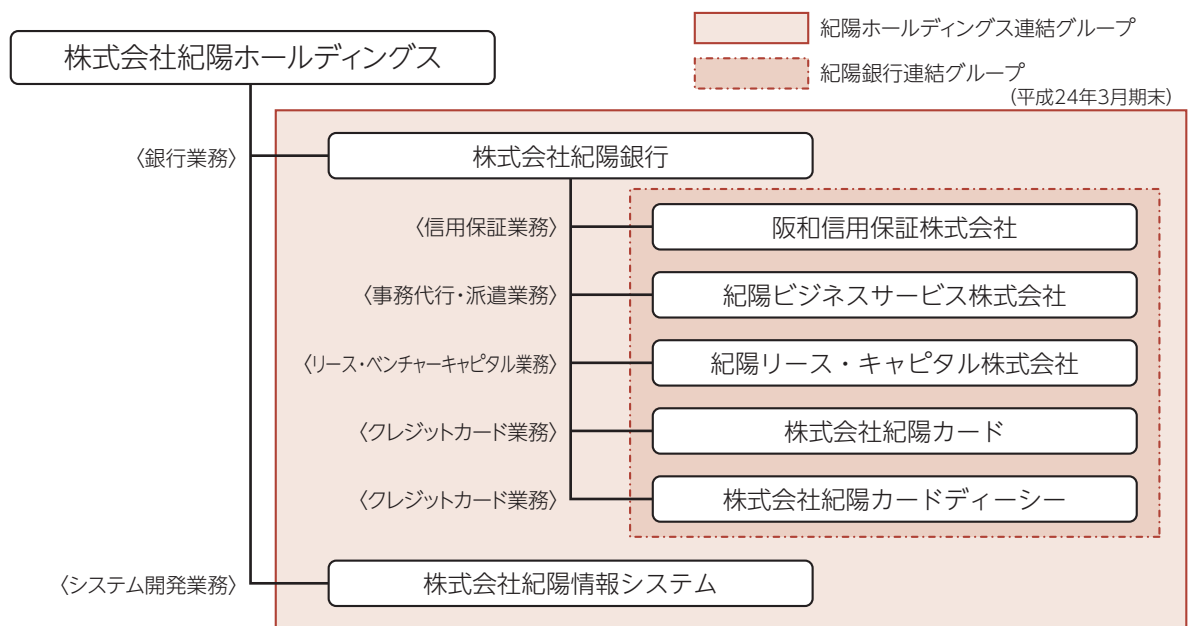 紀陽ホールディングス連結グループ
株式会社紀陽ホールディングス
紀陽銀行連結グループ
(平成24年3月期末)
〈銀行業務〉
株式会社紀陽銀行
〈信用保証業務〉
阪和信用保証株式会社
〈事務代行・派遣業務〉
紀陽ビジネスサービス株式会社
〈リース・ベンチャーキャピタル業務〉
紀陽リース・キャピタル株式会社
〈クレジットカード業務〉
株式会社紀陽カード
〈クレジットカード業務〉
株式会社紀陽カードディーシー
〈システム開発業務〉
株式会社紀陽情報システム